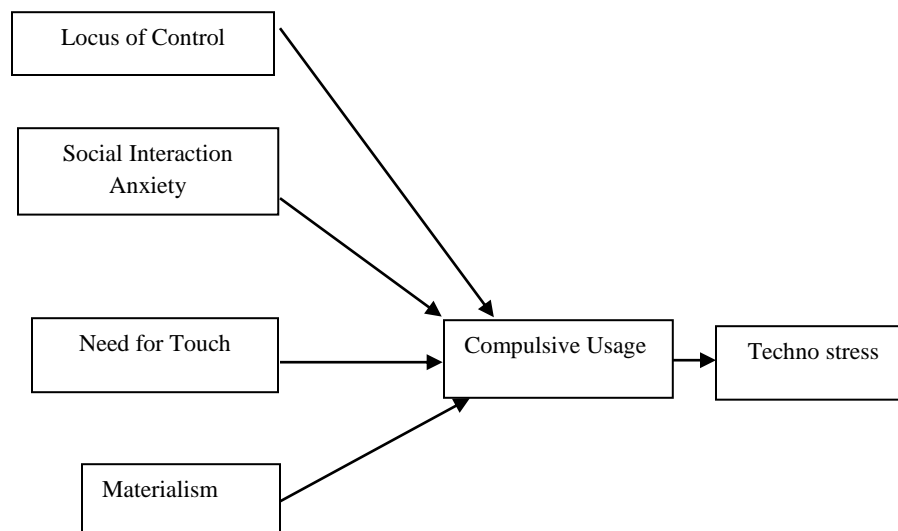 Locus of Control
Social Interaction
Anxiety
Need for Touch
Compulsive Usage
Techno stress
Materialism